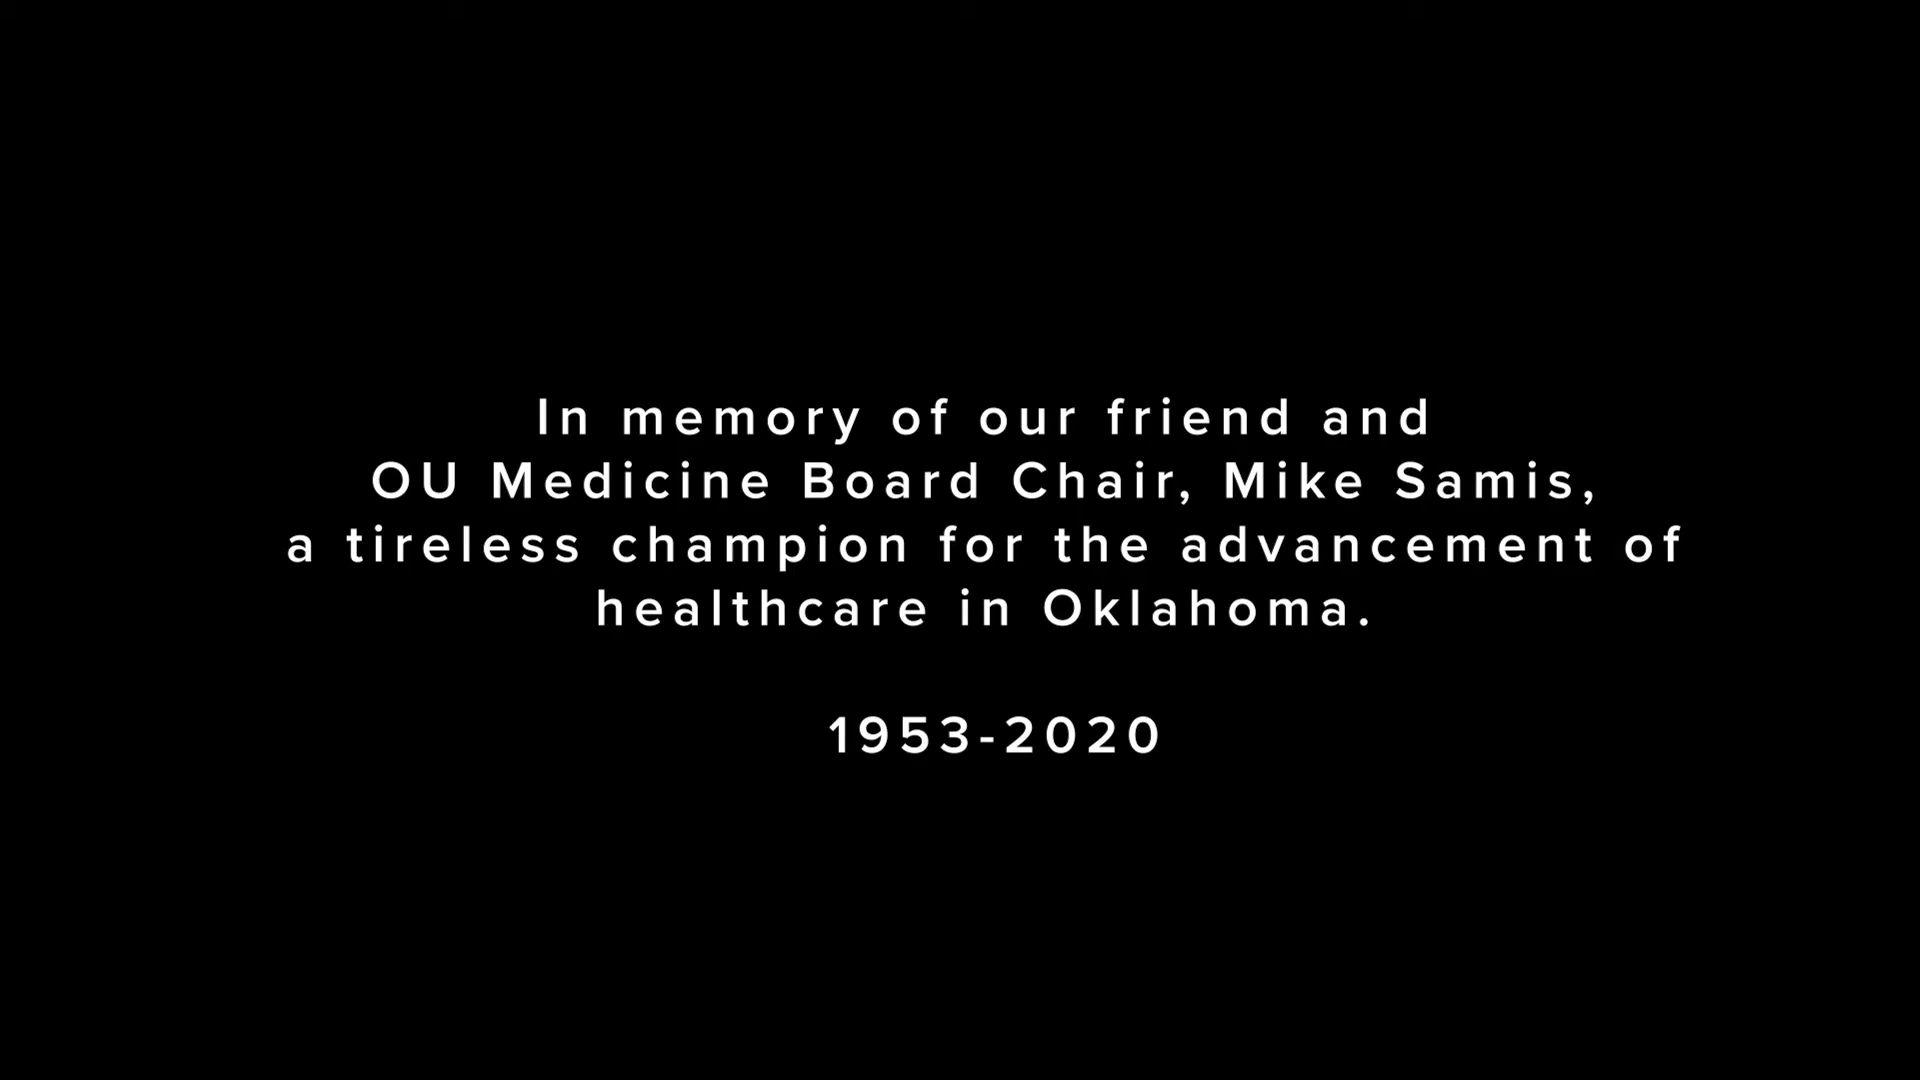 In memory of our friend and
OU Medicine Board Chair, Mike Samis,
a tireless champion for the advancement of
healthcare in Oklahoma.
1953-2020